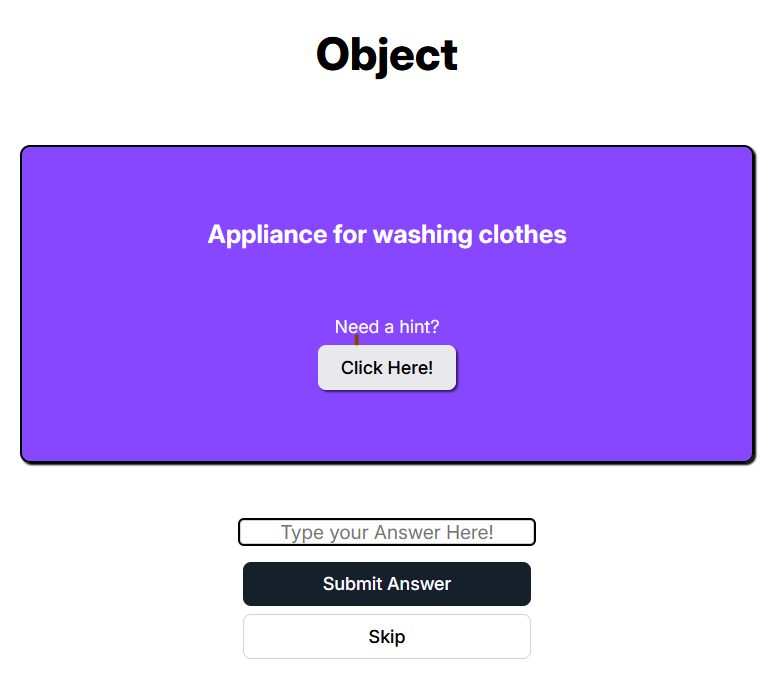 Object
Appliance for washing clothes
Need a hint?
Click Here!
Type your Answer Here!
Submit Answer
Skip